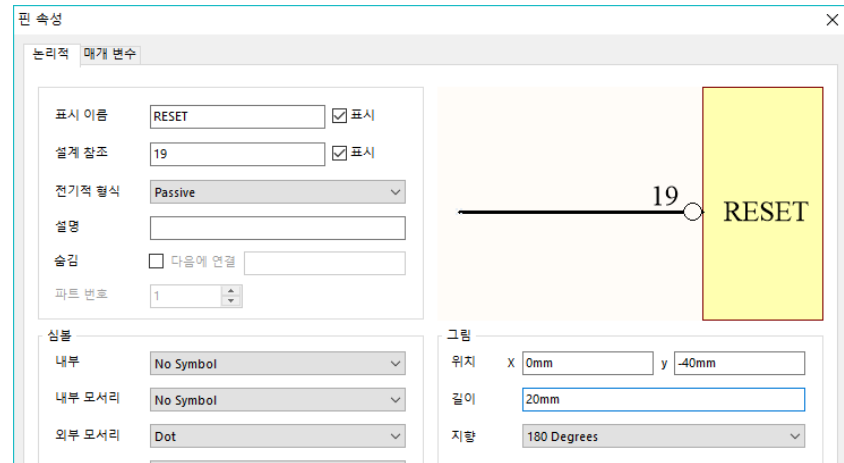 핀 속성
논리적 매개 변수
표시 이름 RESET 표시
설계 참조 19 표시
전기적 형식 Passive
설명
숨김 다음에 연결
파트 번호 1
19
RESET
심볼
내부 No Symbol
내부 모서리 No Symbol
외부 모서리 Dot
그림
위치 X 0mm y -40mm
길이 20mm
지향 180 Degrees